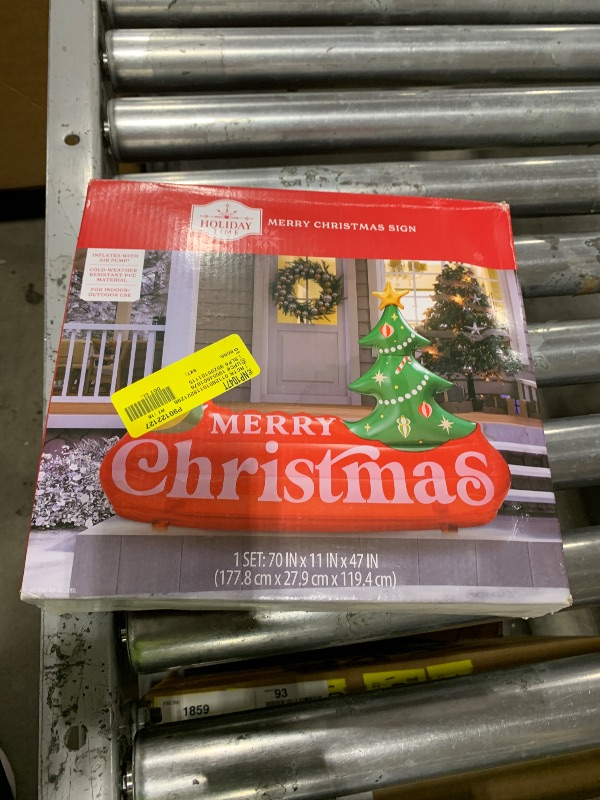 HOLIDAY
TIME
MERRY CHRISTMAS SIGN
INFLATES WITH
AIR PUMP!
COLD-WEATHER
RESISTANT PVC
MATERIAL
FOR INDOOR/
OUTDOOR USE
P80122127
MERRY
Christmas
1 SET: 70 IN x 11 IN x 47 IN
(177.8 cm x 27.9 cm x 119.4 cm)
1859
93